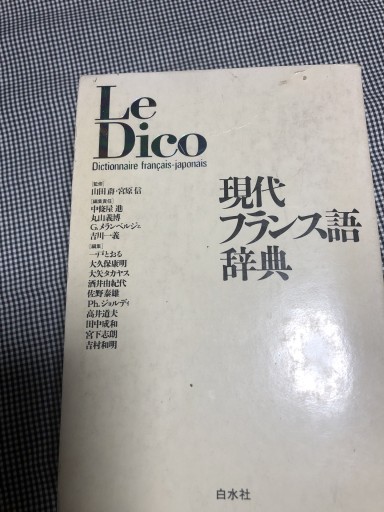 Le
Dico
Dictionnaire français-japonais
[監修]
山田𣝣・宮原信
[編集責任]
中條屋 進
丸山義博
G.メランベルジェ
吉川一義
[編集]
一戸とおる
大久保康明
大矢タカヤス
酒井由紀代
佐野泰雄
Ph.ジョルディ
高井道夫
田中成和
宮下志朗
吉村和明
現代
フランス語
辞典
白水社